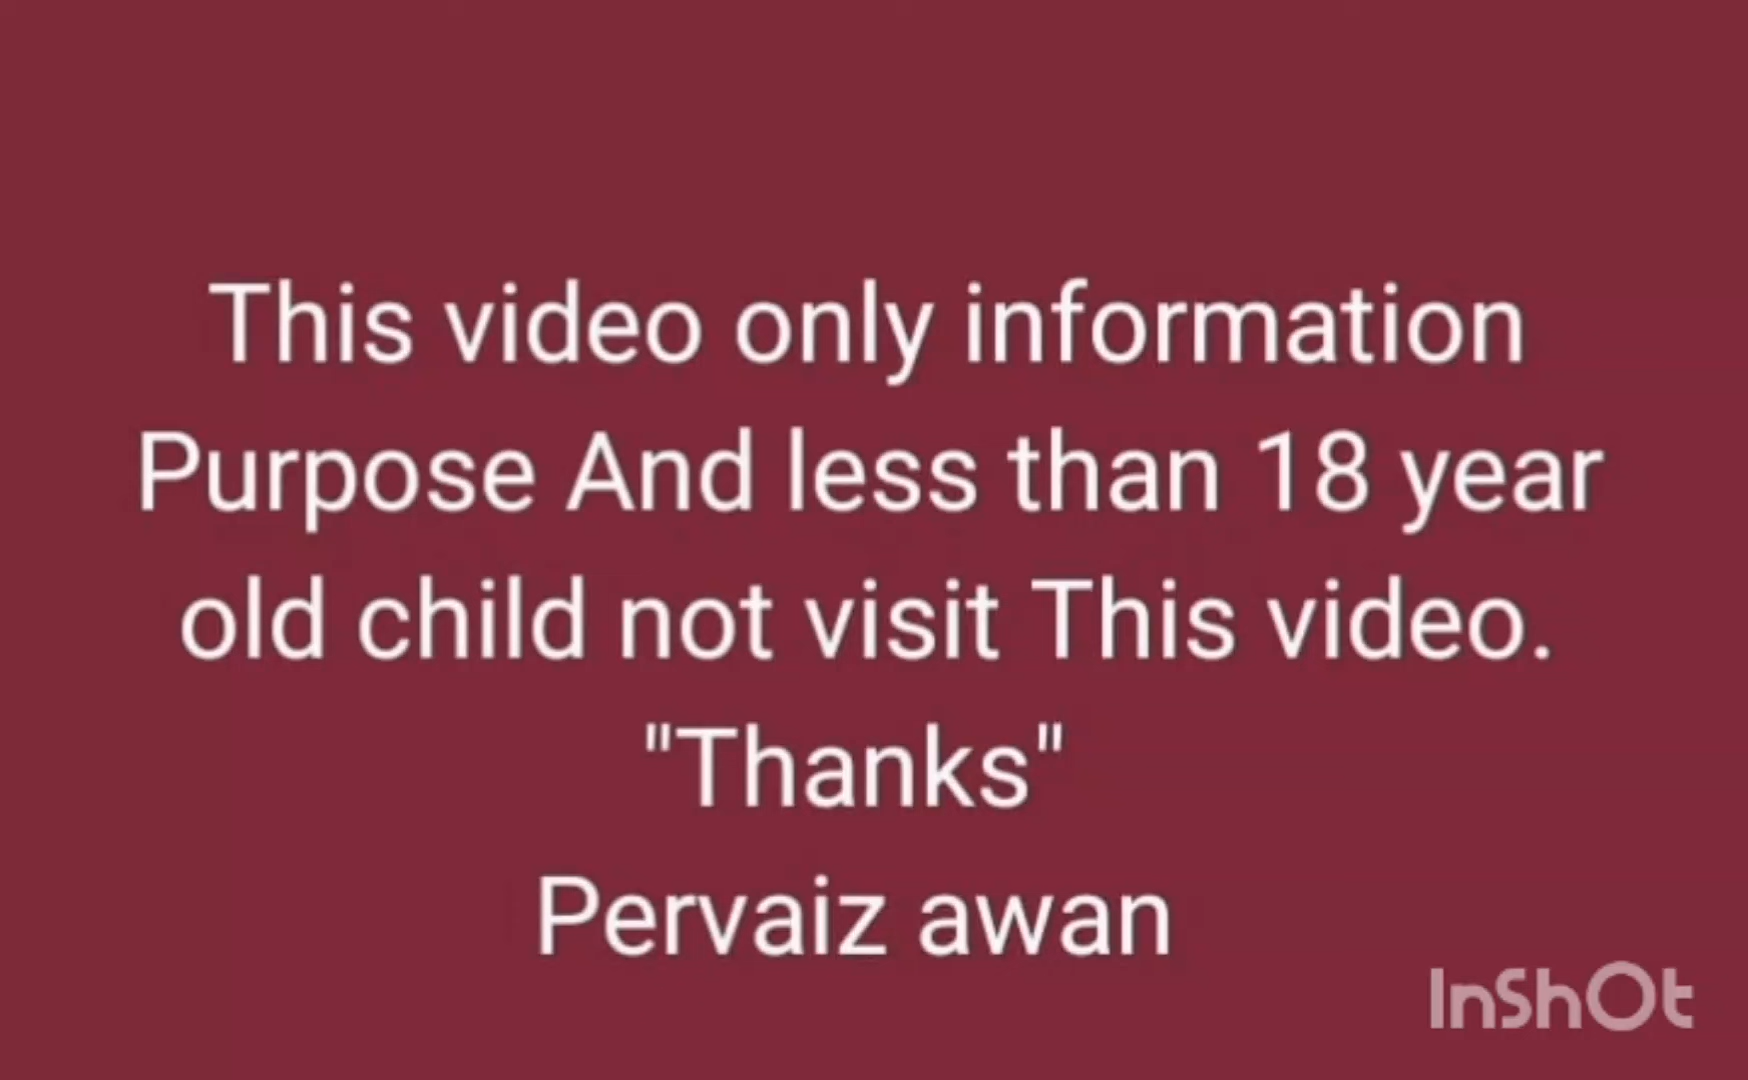 This video only information
Purpose And less than 18 year
old child not visit This video.
"Thanks"
Pervaiz awan
InShOt